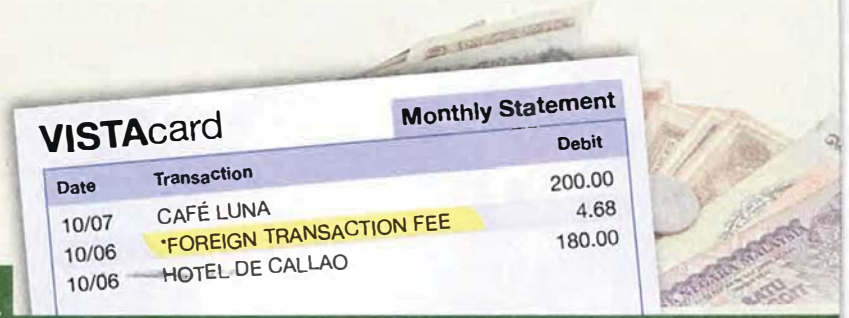 VISTAcard
Monthly Statement
Date Transaction Debit
10/07 CAFÉ LUNA 200.00
10/06 *FOREIGN TRANSACTION FEE 4.68
10/06 HOTEL DE CALLAO 180.00